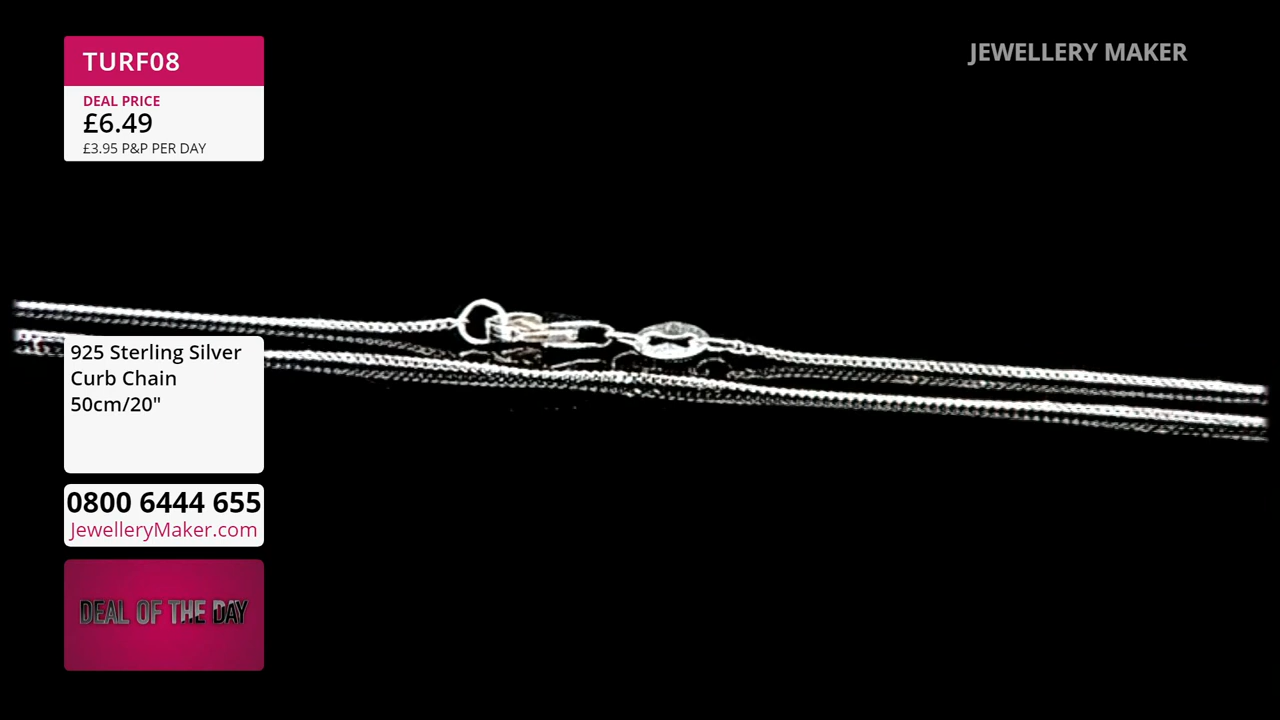 TURF08
DEAL PRICE
£6.49
£3.95 P&P PER DAY
JEWELLERY MAKER
925 Sterling Silver
Curb Chain
50cm/20"
0800 6444 655
JewelleryMaker.com
DEAL OF THE DAY